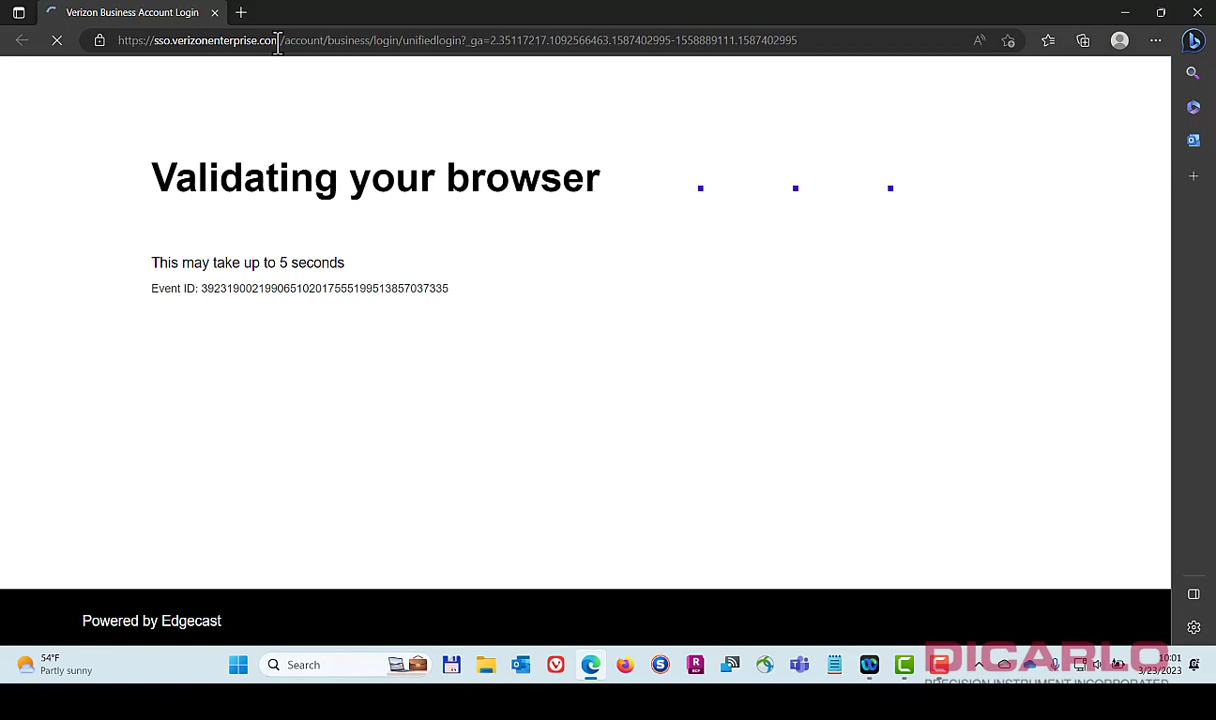 Verizon Business Account Login
https://sso.verizonenterprise.com/account/business/login/unifiedlogin?_ga=2.35117217.1092566463.1587402995-1558889111.1587402995
Validating your browser . . .
This may take up to 5 seconds
Event ID: 3923190021990651020175551995138570373​35
Powered by Edgecast
54°F
Partly sunny
Search
10:01
3/23/2023
DICARLO
PRECISION INSTRUMENT INCORPORATED